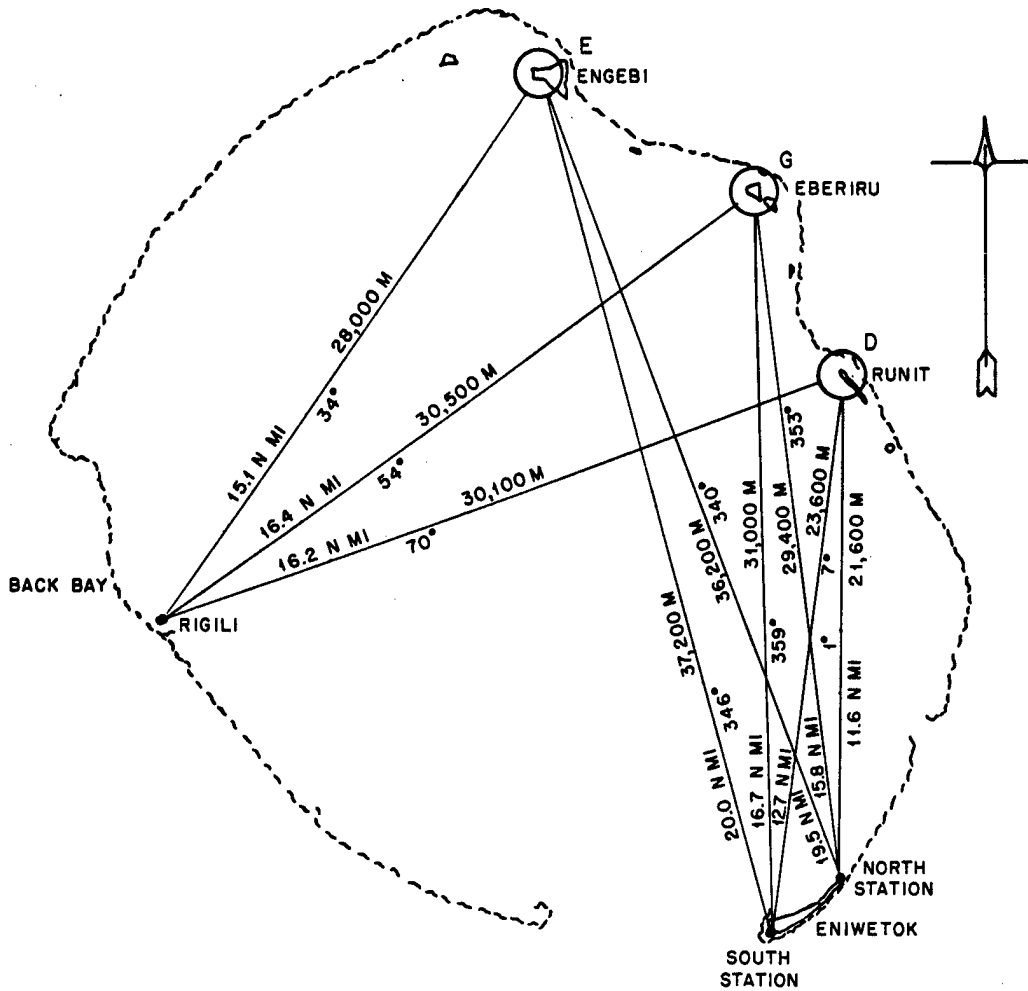 E
ENGEBI
G
EBERIRU
D
RUNIT
28,000 M
34°
15.1 N MI
30,500 M
54°
16.4 N MI
30,100 M
70°
16.2 N MI
BACK BAY
RIGILI
340°
36,200 M
37,200 M
346°
20.0 N MI
31,000 M
359°
16.7 N MI
353°
29,400 M
15.8 N MI
23,600 M
7°
12.7 N MI
21,600 M
1°
11.6 N MI
19.5 N MI
NORTH
STATION
ENIWETOK
SOUTH
STATION